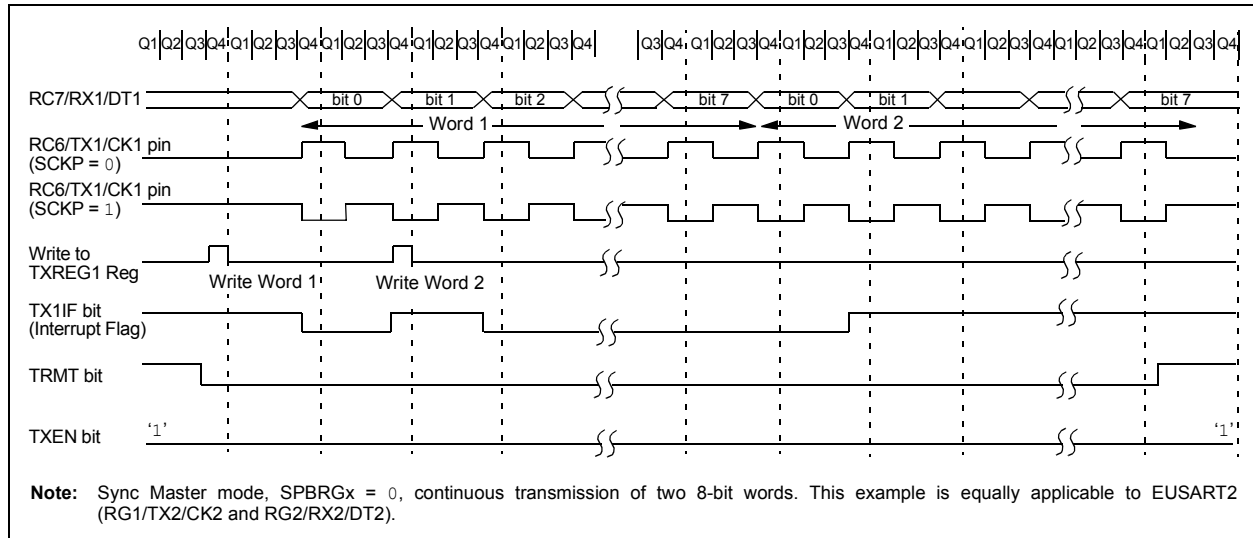 Q1 Q2 Q3 Q4 Q1 Q2 Q3 Q4 Q1 Q2 Q3 Q4 Q1 Q2 Q3 Q4 Q1 Q2 Q3 Q4 Q3 Q4 Q1 Q2 Q3 Q4 Q1 Q2 Q3 Q4 Q1 Q2 Q3 Q4 Q1 Q2 Q3 Q4 Q1 Q2 Q3 Q4 Q1 Q2 Q3 Q4
RC7/RX1/DT1 bit 0 bit 1 bit 2 bit 7 bit 0 bit 1 bit 7
Word 1 Word 2
RC6/TX1/CK1 pin
(SCKP = 0)
RC6/TX1/CK1 pin
(SCKP = 1)
Write to
TXREG1 Reg
Write Word 1 Write Word 2
TX1IF bit
(Interrupt Flag)
TRMT bit
TXEN bit ‘1’ ‘1’
Note: Sync Master mode, SPBRGx = 0, continuous transmission of two 8-bit words. This example is equally applicable to EUSART2
(RG1/TX2/CK2 and RG2/RX2/DT2).